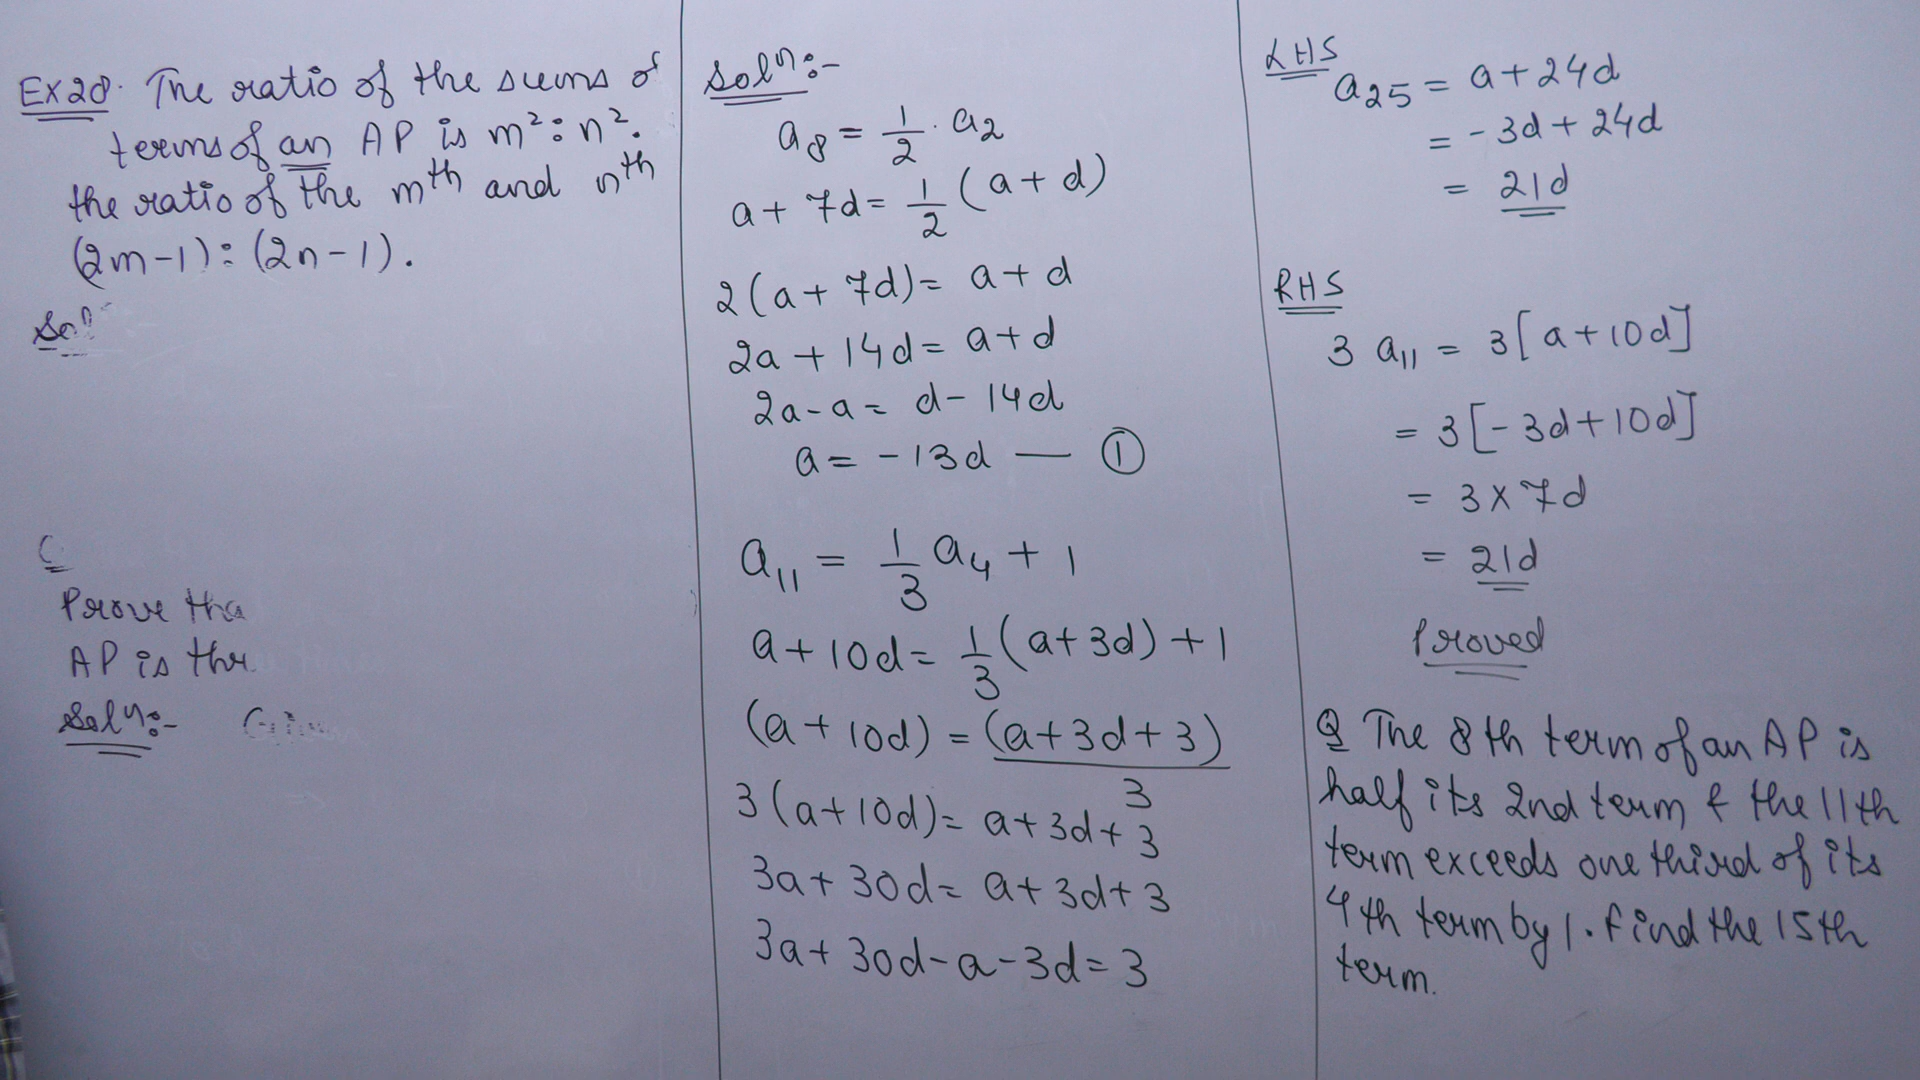 Ex 28. The ratio of the sums of
terms of an AP is m²:n².
the ratio of the mth and nth
(2m-1):(2n-1).
Prove tha
AP is thr
Solⁿ:-
Solⁿ:-
a₈ = 1/2 · a₂
a + 7d = 1/2 (a + d)
2(a + 7d) = a + d
2a + 14d = a + d
2a - a = d - 14d
a = -13d — ①
a₁₁ = 1/3 a₄ + 1
a + 10d = 1/3 (a + 3d) + 1
(a + 10d) = (a + 3d + 3)/3
3(a + 10d) = a + 3d + 3
3a + 30d = a + 3d + 3
3a + 30d - a - 3d = 3
LHS
a₂₅ = a + 24d
= -3d + 24d
= 21d
RHS
3 a₁₁ = 3[a + 10d]
= 3[-3d + 10d]
= 3 × 7d
= 21d
Proved
Q The 8th term of an AP is
half its 2nd term & the 11th
term exceeds one third of its
4th term by 1. Find the 15th
term.